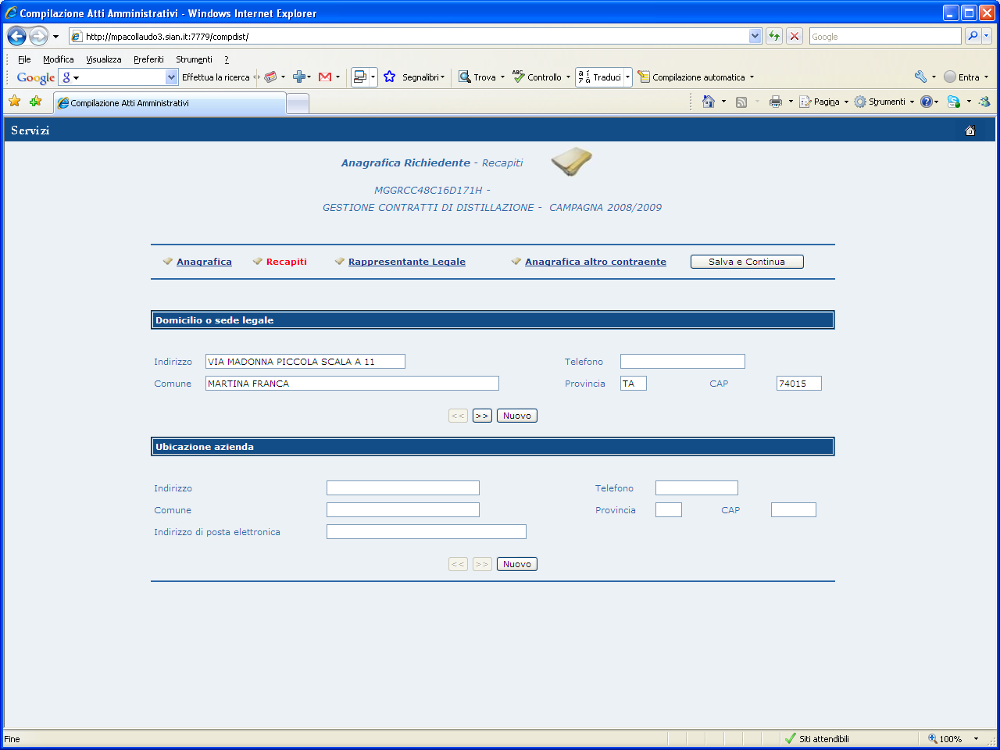 Compilazione Atti Amministrativi - Windows Internet Explorer
http://mpacollaudo3.sian.it:7779/compdist/
Google
File Modifica Visualizza Preferiti Strumenti ?
Google g Effettua la ricerca Segnalibri Trova ABC Controllo Traduci Compilazione automatica Entra
Compilazione Atti Amministrativi
Pagina Strumenti
Servizi
Anagrafica Richiedente - Recapiti
MGGRCC48C16D171H -
GESTIONE CONTRATTI DI DISTILLAZIONE - CAMPAGNA 2008/2009
Anagrafica Recapiti Rappresentante Legale Anagrafica altro contraente Salva e Continua
Domicilio o sede legale
Indirizzo VIA MADONNA PICCOLA SCALA A 11 Telefono
Comune MARTINA FRANCA Provincia TA CAP 74015
<< >> Nuovo
Ubicazione azienda
Indirizzo Telefono
Comune Provincia CAP
Indirizzo di posta elettronica
<< >> Nuovo
Fine Siti attendibili 100%